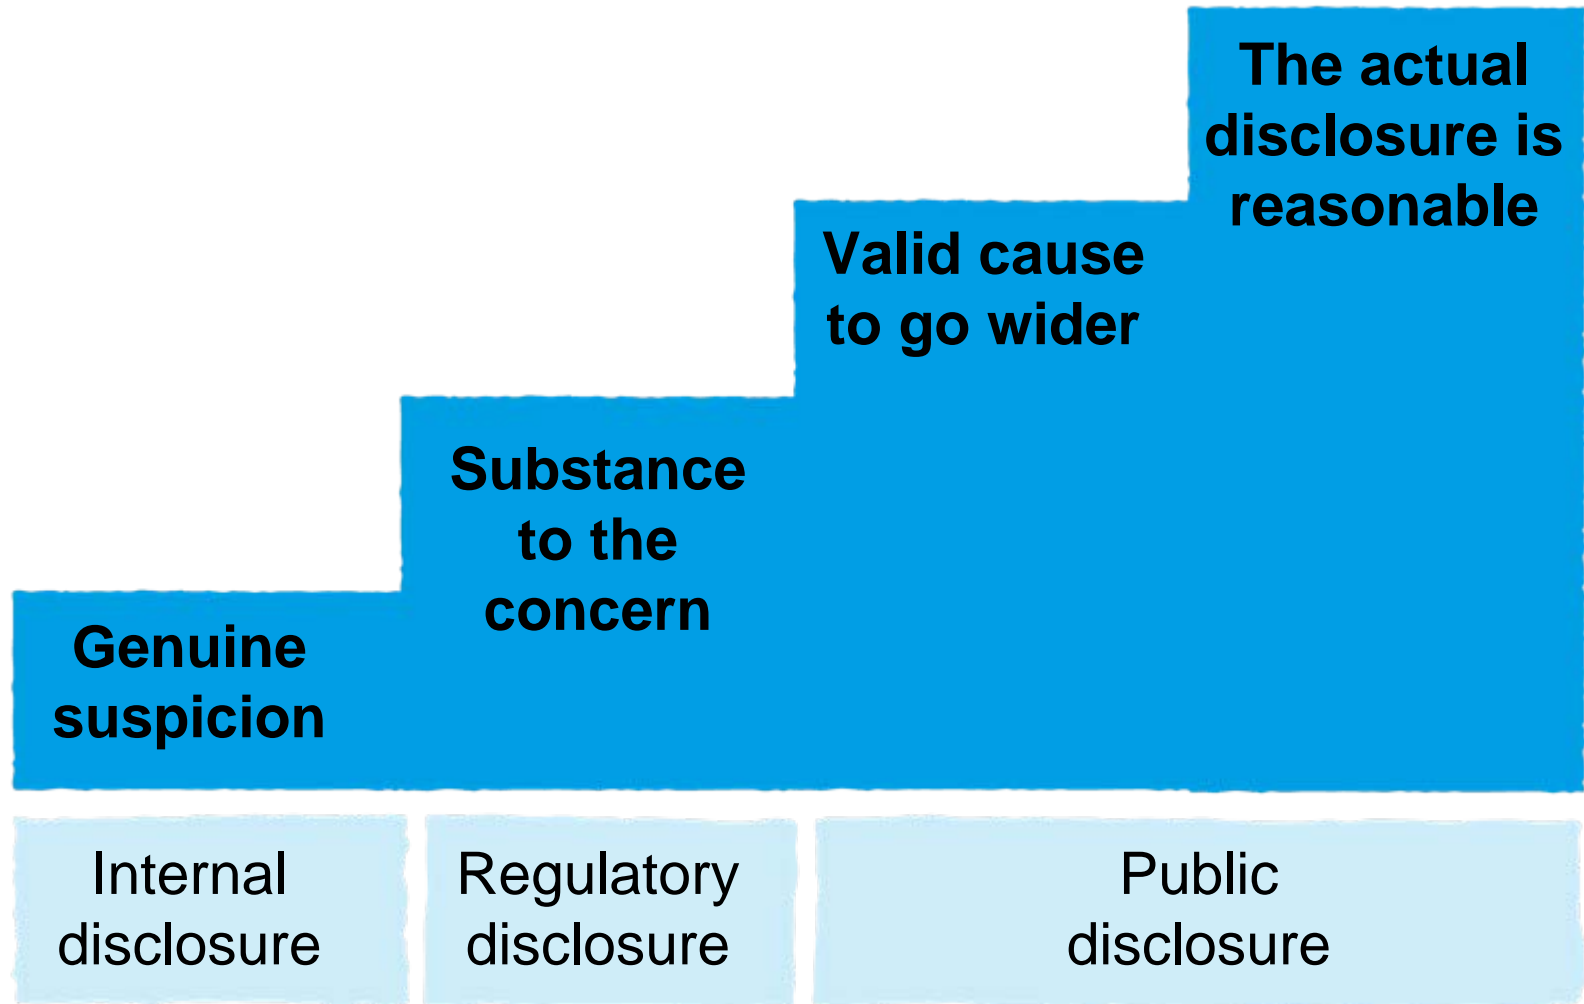 The actual
disclosure is
reasonable
Valid cause
to go wider
Substance
to the
concern
Genuine
suspicion
Internal
disclosure
Regulatory
disclosure
Public
disclosure